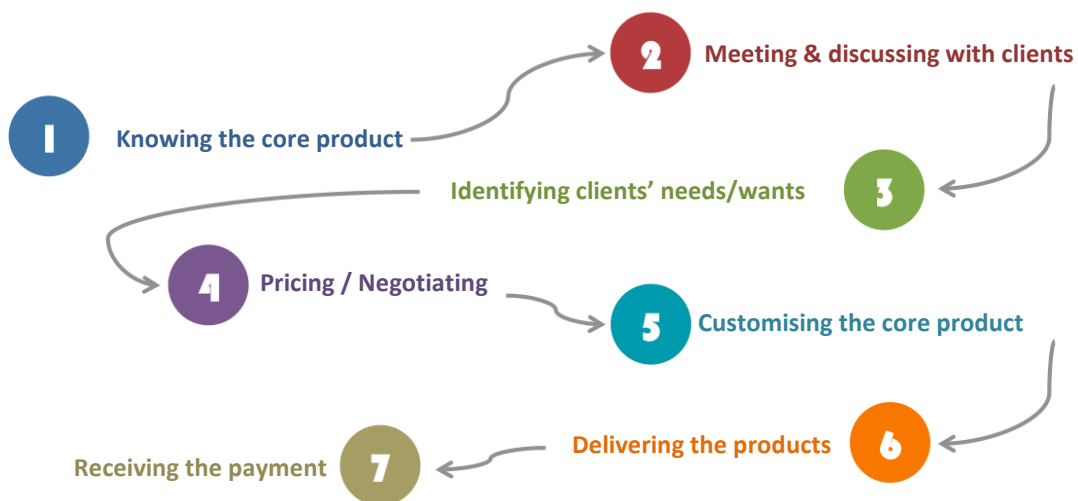 1 Knowing the core product
2 Meeting & discussing with clients
Identifying clients’ needs/wants 3
4 Pricing / Negotiating
5 Customising the core product
Delivering the products 6
Receiving the payment 7